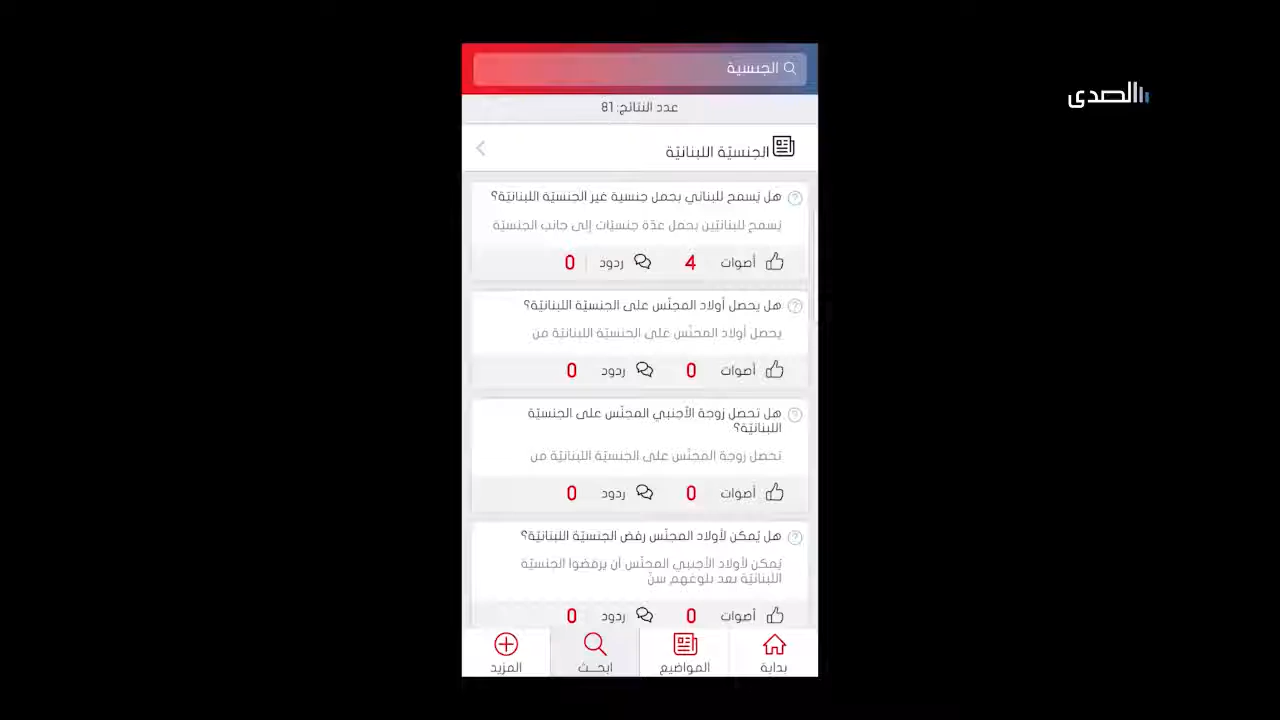 الجنسية
الصدى
عدد النتائج: 81
الجنسيّة اللبنانيّة
هل يُسمح للبناني بحمل جنسية غير الجنسيّة اللبنانيّة؟
يُسمح للبنانيّين بحمل عدّة جنسيّات إلى جانب الجنسيّة
أصوات 4 ردود 0
هل يحصل أولاد المجنّس على الجنسيّة اللبنانيّة؟
يحصل أولاد المجنّس على الجنسيّة اللبنانيّة من
أصوات 0 ردود 0
هل تحصل زوجة الأجنبي المجنّس على الجنسيّة
اللبنانيّة؟
تحصل زوجة المجنّس على الجنسيّة اللبنانيّة من
أصوات 0 ردود 0
هل يُمكن لأولاد المجنّس رفض الجنسيّة اللبنانيّة؟
يُمكن لأولاد الأجنبي المجنّس أن يرفضوا الجنسيّة
اللبنانيّة بعد بلوغهم سنّ
أصوات 0 ردود 0
بداية المواضيع ابحـث المزيد